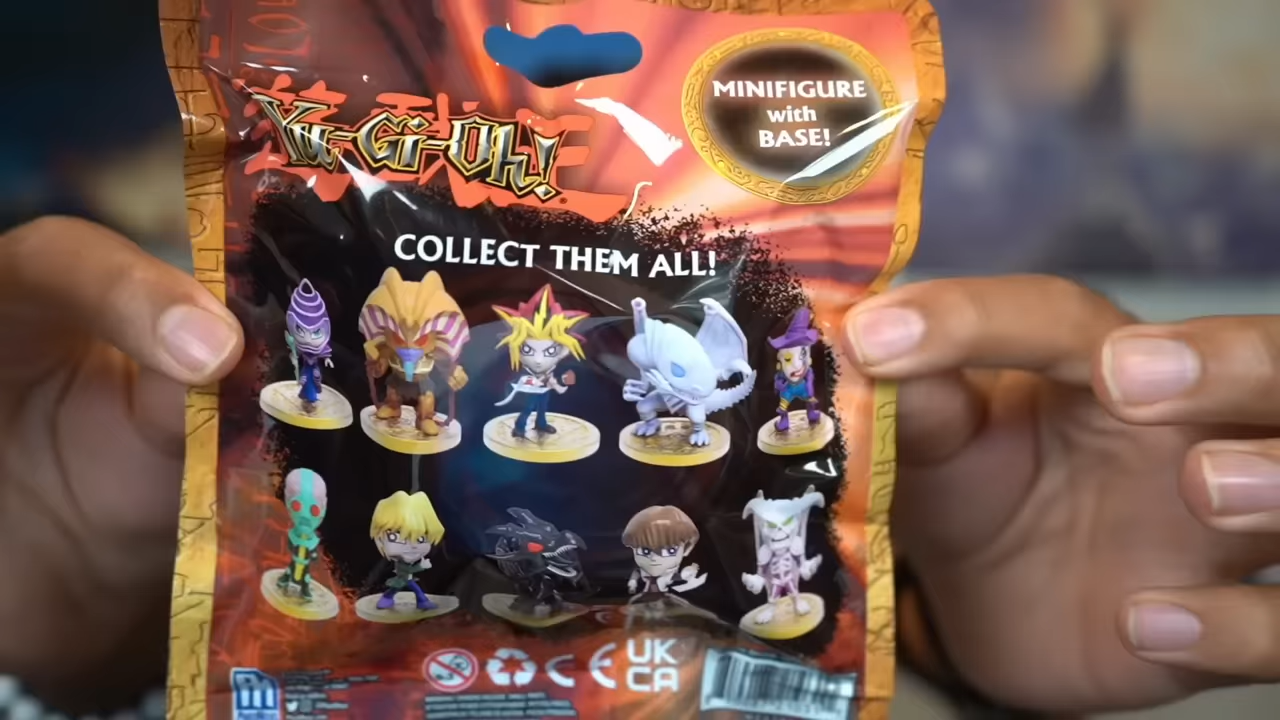 Yu-Gi-Oh!
MINIFIGURE
with
BASE!
COLLECT THEM ALL!
UK
CA